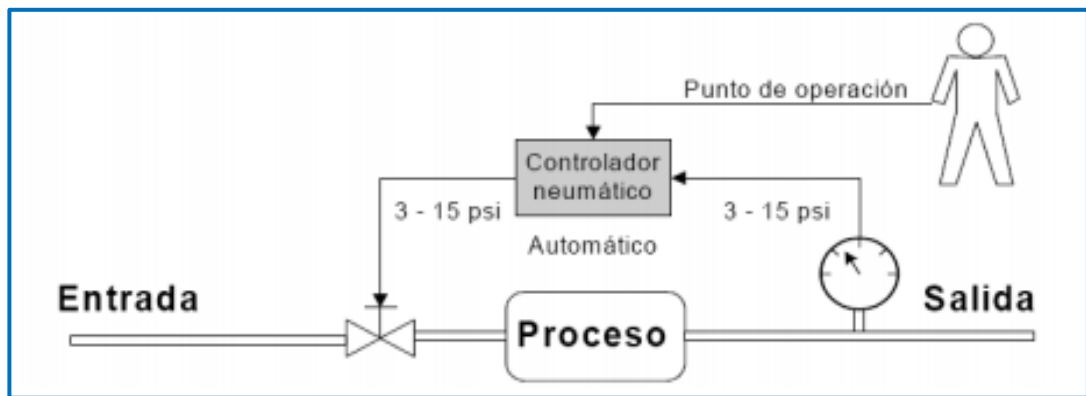 Punto de operación
Controlador
neumático
3 - 15 psi
3 - 15 psi
Automático
Entrada
Salida
Proceso